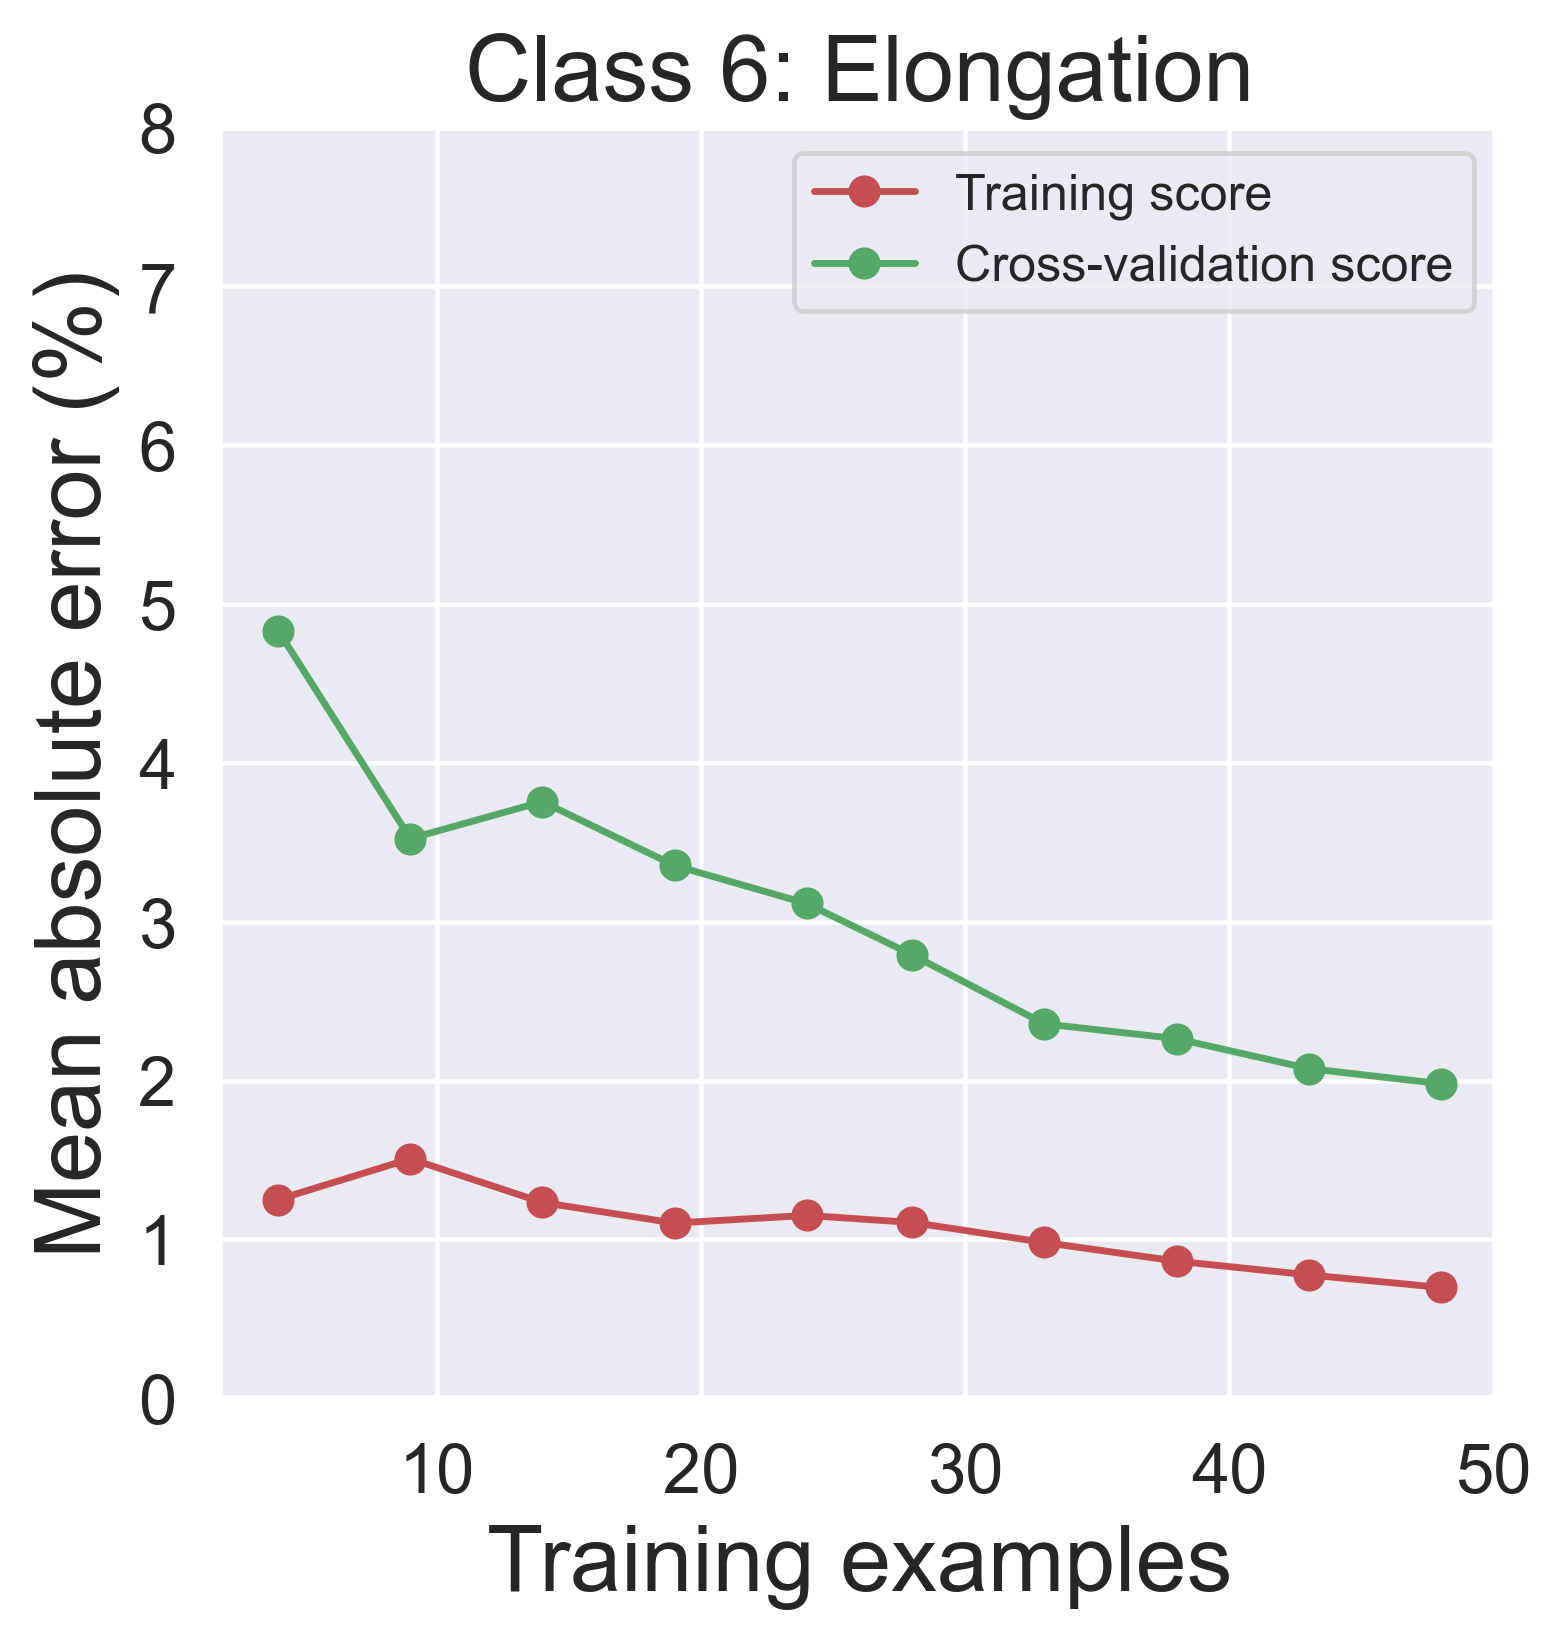 Class 6: Elongation
Training score
Cross-validation score
Mean absolute error (%)
8
7
6
5
4
3
2
1
0
10 20 30 40 50
Training examples